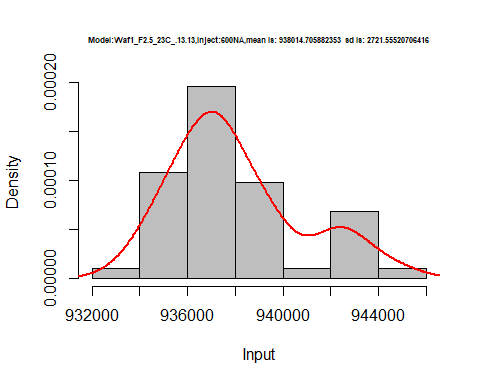 Model:Waf1_F2.5_23C_.13.13,inject:600NA,mean is: 938014.705882353 sd is: 2721.55520706416
0.00020
0.00010
0.00000
Density
932000 936000 940000 944000
Input